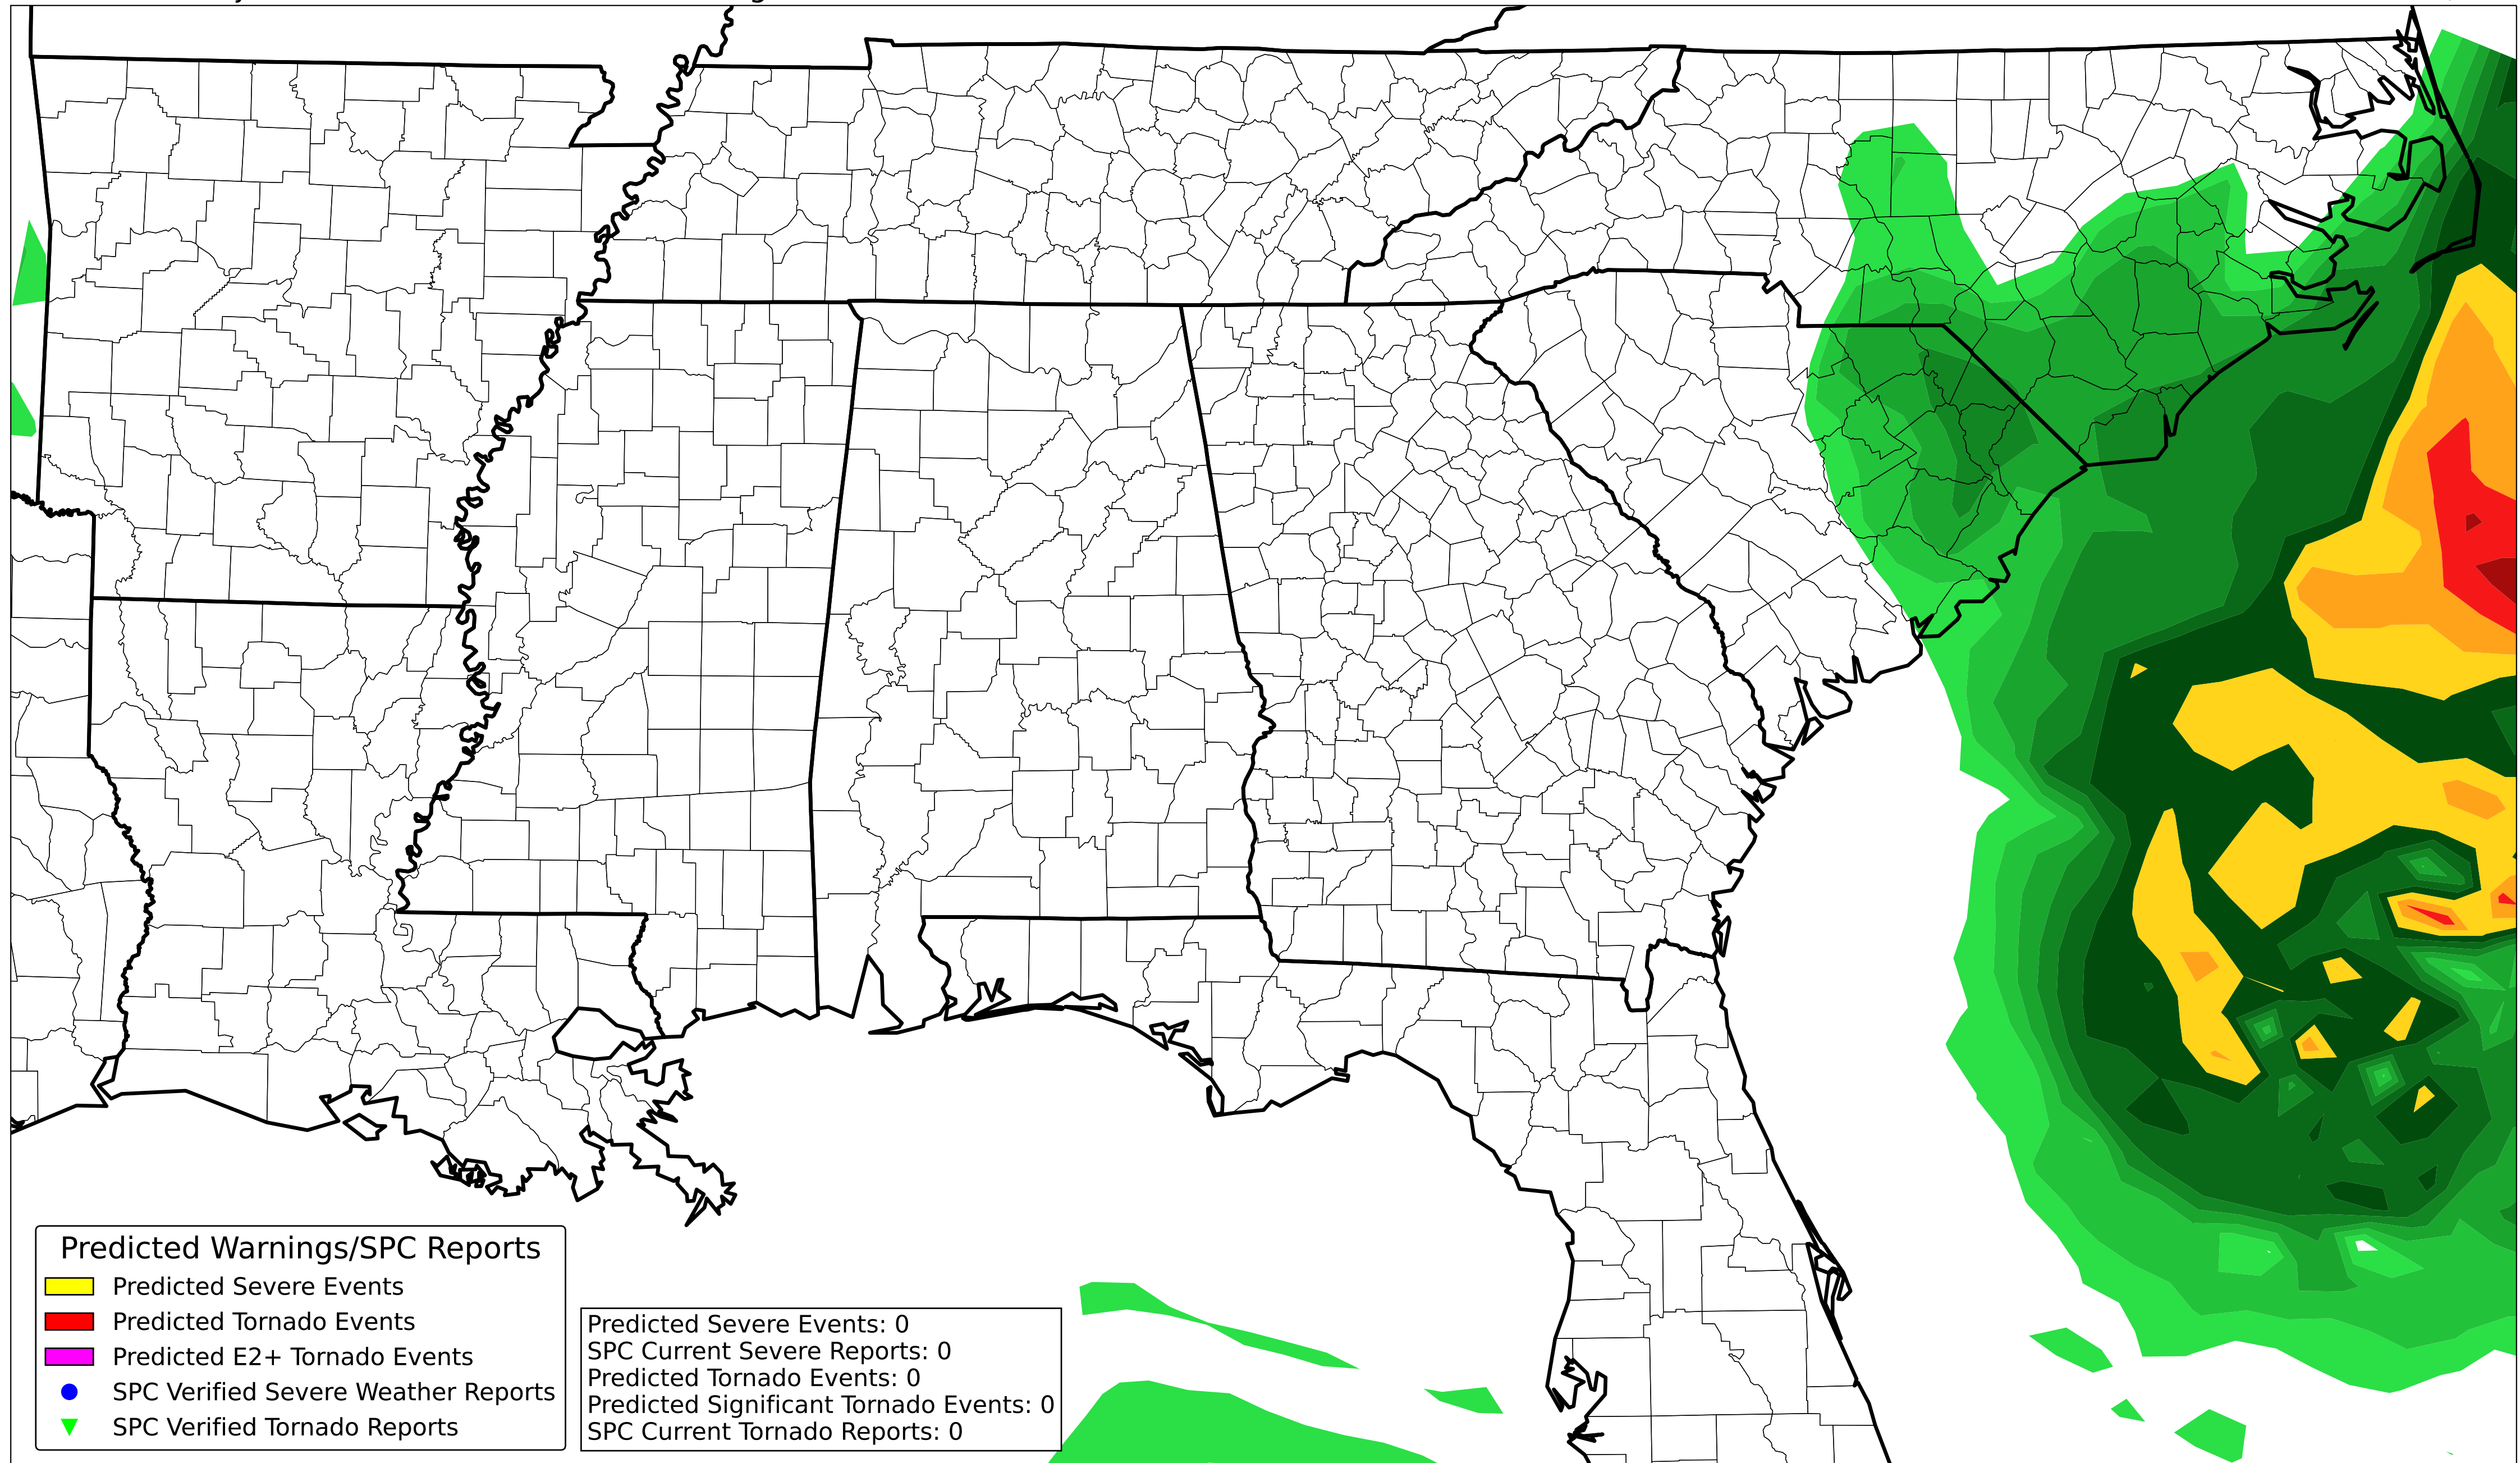 Predicted Warnings/SPC Reports
Predicted Severe Events
Predicted Tornado Events
Predicted E2+ Tornado Events
SPC Verified Severe Weather Reports
SPC Verified Tornado Reports
Predicted Severe Events: 0
SPC Current Severe Reports: 0
Predicted Tornado Events: 0
Predicted Significant Tornado Events: 0
SPC Current Tornado Reports: 0